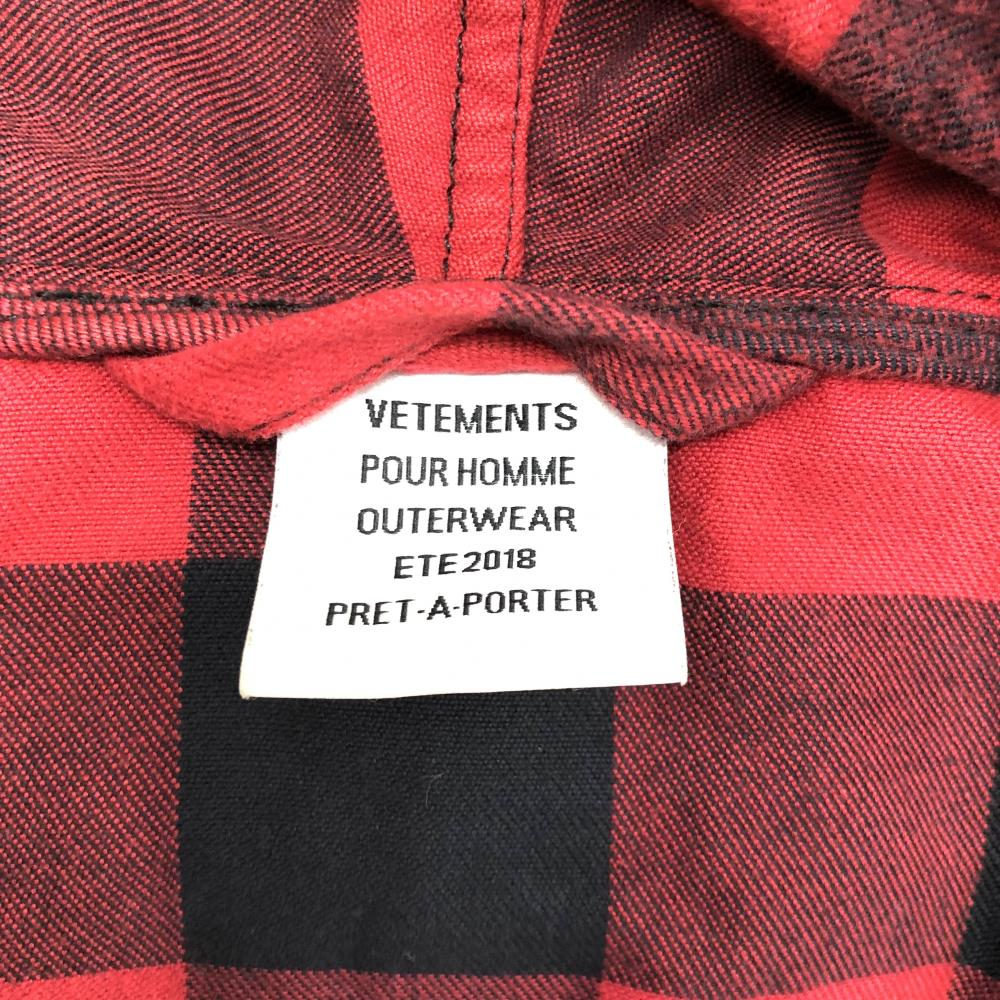 VETEMENTS
POUR HOMME
OUTERWEAR
ETE2018
PRET-A-PORTER